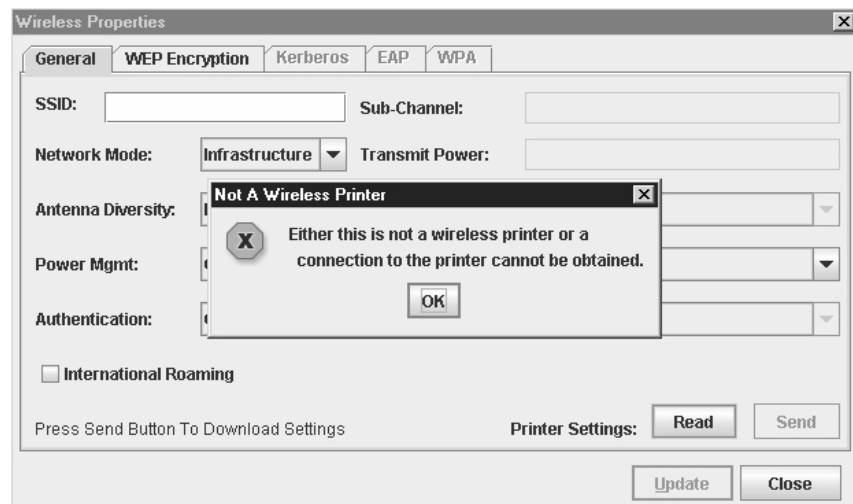 Wireless Properties
General WEP Encryption Kerberos EAP WPA
SSID: Sub-Channel:
Network Mode: Infrastructure Transmit Power:
Not A Wireless Printer
Antenna Diversity:
Either this is not a wireless printer or a
connection to the printer cannot be obtained.
Power Mgmt:
OK
Authentication:
International Roaming
Press Send Button To Download Settings Printer Settings: Read Send
Update Close